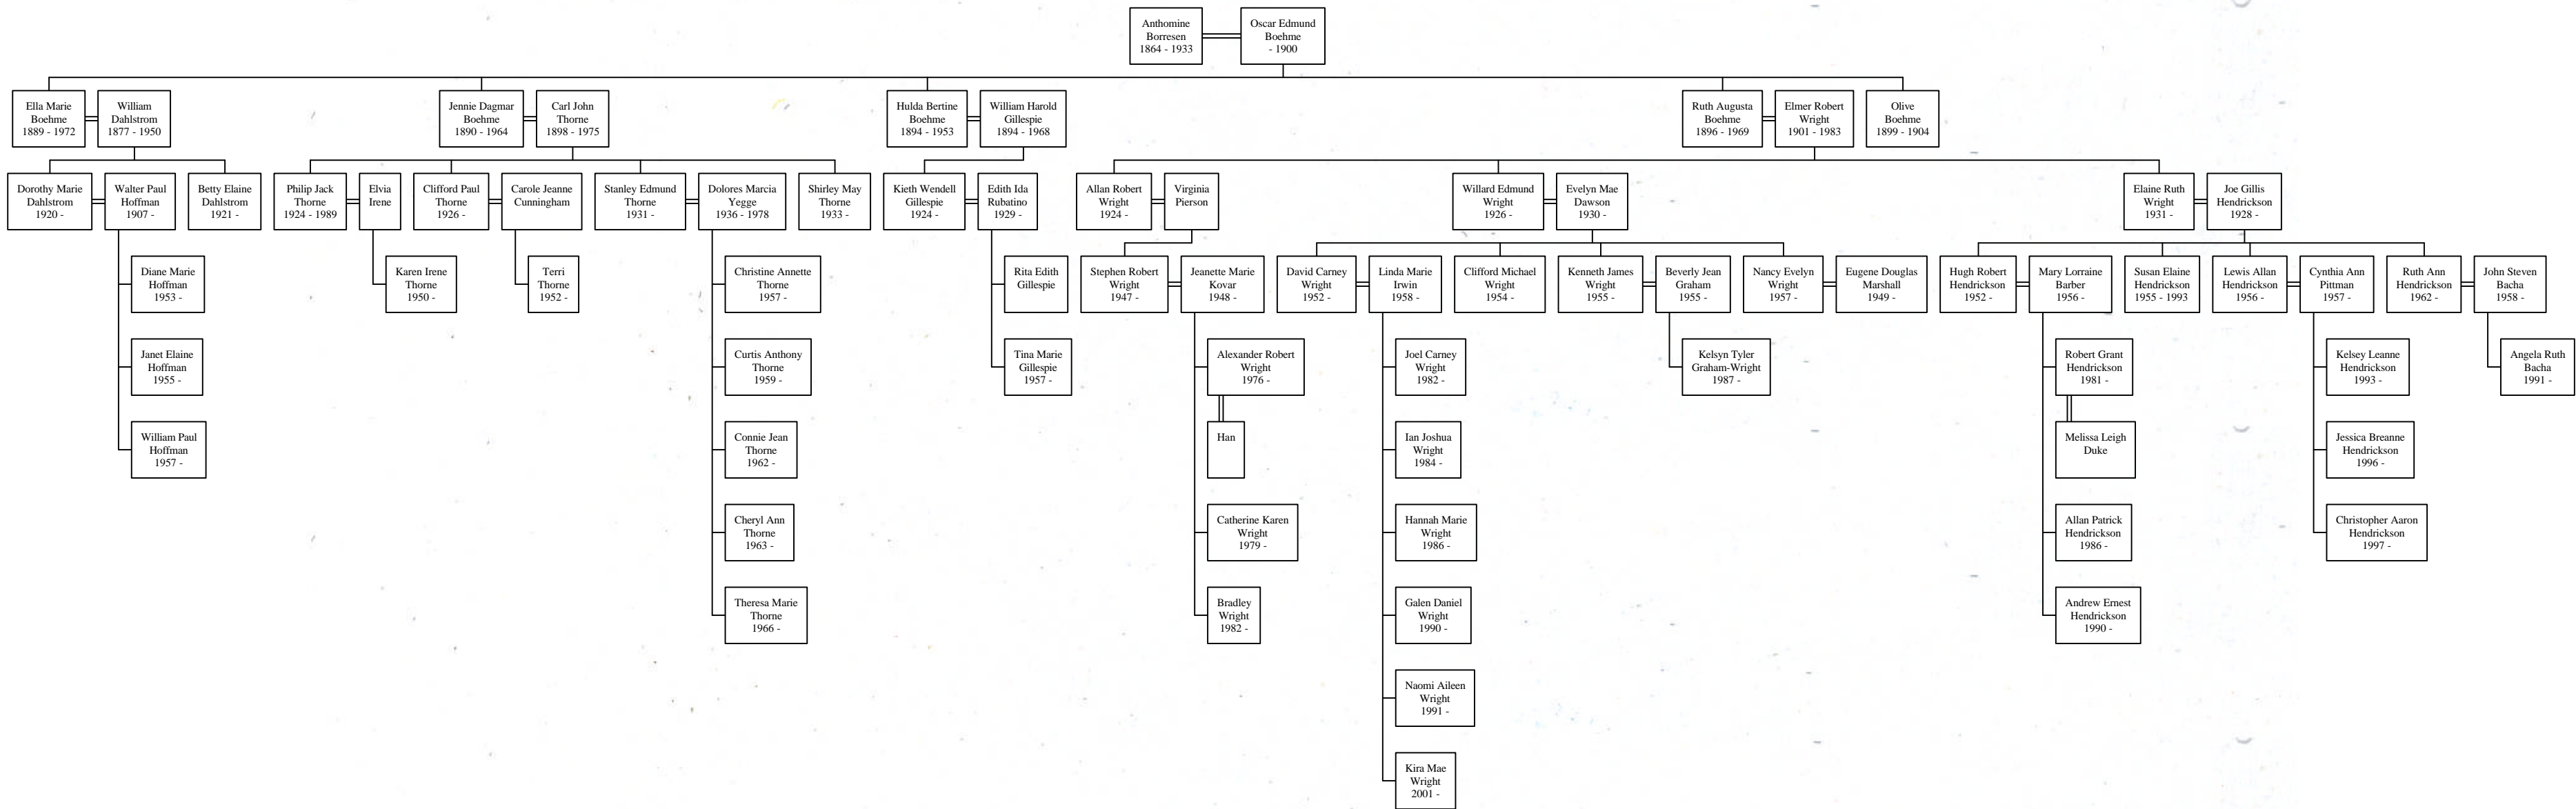 Anthomine
Borresen
1864 - 1933
Oscar Edmund
Boehme
- 1900
Ella Marie
Boehme
1889 - 1972
William
Dahlstrom
1877 - 1950
Jennie Dagmar
Boehme
1890 - 1964
Carl John
Thorne
1898 - 1975
Hulda Bertine
Boehme
1894 - 1953
William Harold
Gillespie
1894 - 1968
Ruth Augusta
Boehme
1896 - 1969
Elmer Robert
Wright
1901 - 1983
Olive
Boehme
1899 - 1904
Dorothy Marie
Dahlstrom
1920 -
Walter Paul
Hoffman
1907 -
Betty Elaine
Dahlstrom
1921 -
Philip Jack
Thorne
1924 - 1989
Elvia
Irene
Clifford Paul
Thorne
1926 -
Carole Jeanne
Cunningham
Stanley Edmund
Thorne
1931 -
Dolores Marcia
Yegge
1936 - 1978
Shirley May
Thorne
1933 -
Kieth Wendell
Gillespie
1924 -
Edith Ida
Rubatino
1929 -
Allan Robert
Wright
1924 -
Virginia
Pierson
Willard Edmund
Wright
1926 -
Evelyn Mae
Dawson
1930 -
Elaine Ruth
Wright
1931 -
Joe Gillis
Hendrickson
1928 -
Diane Marie
Hoffman
1953 -
Karen Irene
Thorne
1950 -
Terri
Thorne
1952 -
Christine Annette
Thorne
1957 -
Rita Edith
Gillespie
Stephen Robert
Wright
1947 -
Jeanette Marie
Kovar
1948 -
David Carney
Wright
1952 -
Linda Marie
Irwin
1958 -
Clifford Michael
Wright
1954 -
Kenneth James
Wright
1955 -
Beverly Jean
Graham
1955 -
Nancy Evelyn
Wright
1957 -
Eugene Douglas
Marshall
1949 -
Hugh Robert
Hendrickson
1952 -
Mary Lorraine
Barber
1956 -
Susan Elaine
Hendrickson
1955 - 1993
Lewis Allan
Hendrickson
1956 -
Cynthia Ann
Pittman
1957 -
Ruth Ann
Hendrickson
1962 -
John Steven
Bacha
1958 -
Janet Elaine
Hoffman
1955 -
Curtis Anthony
Thorne
1959 -
Tina Marie
Gillespie
1957 -
Alexander Robert
Wright
1976 -
Joel Carney
Wright
1982 -
Kelsyn Tyler
Graham-Wright
1987 -
Robert Grant
Hendrickson
1981 -
Kelsey Leanne
Hendrickson
1993 -
Angela Ruth
Bacha
1991 -
William Paul
Hoffman
1957 -
Connie Jean
Thorne
1962 -
Han
Ian Joshua
Wright
1984 -
Melissa Leigh
Duke
Jessica Breanne
Hendrickson
1996 -
Cheryl Ann
Thorne
1963 -
Catherine Karen
Wright
1979 -
Hannah Marie
Wright
1986 -
Allan Patrick
Hendrickson
1986 -
Christopher Aaron
Hendrickson
1997 -
Theresa Marie
Thorne
1966 -
Bradley
Wright
1982 -
Galen Daniel
Wright
1990 -
Andrew Ernest
Hendrickson
1990 -
Naomi Aileen
Wright
1991 -
Kira Mae
Wright
2001 -